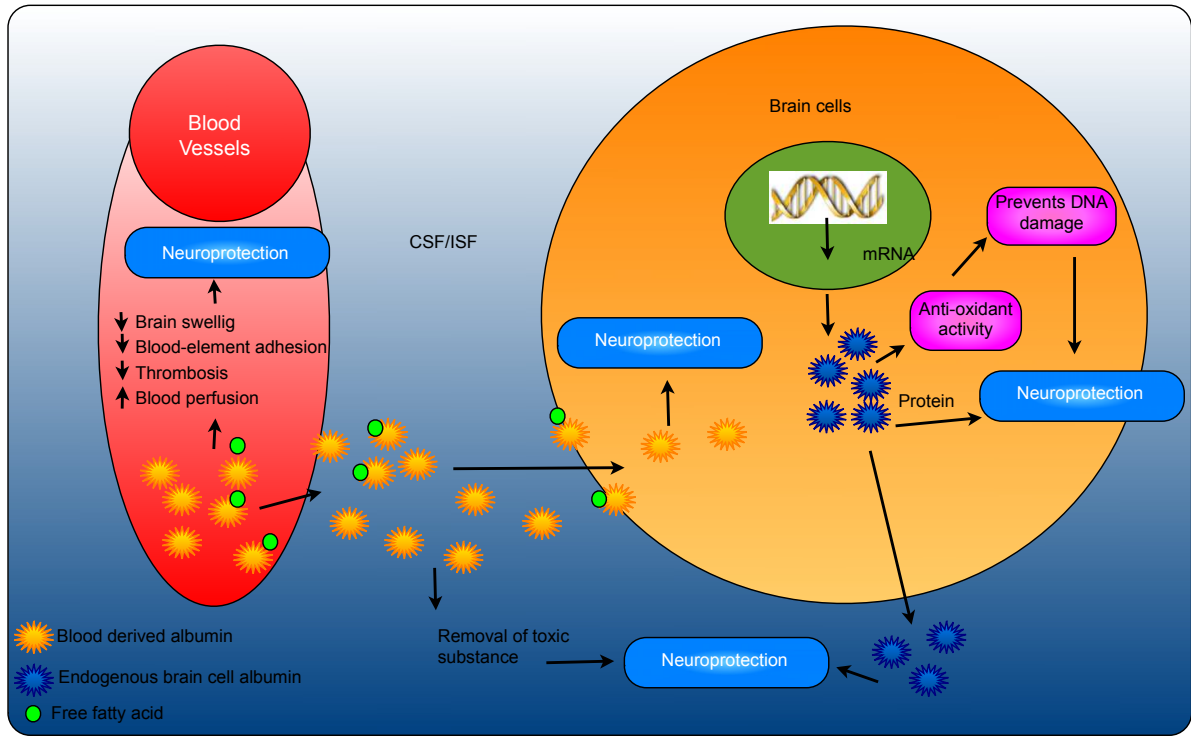 Blood
Vessels
Neuroprotection
Brain swellig
Blood-element adhesion
Thrombosis
Blood perfusion
CSF/ISF
Brain cells
mRNA
Prevents DNA
damage
Anti-oxidant
activity
Neuroprotection
Protein
Neuroprotection
Removal of toxic
substance
Neuroprotection
Blood derived albumin
Endogenous brain cell albumin
Free fatty acid